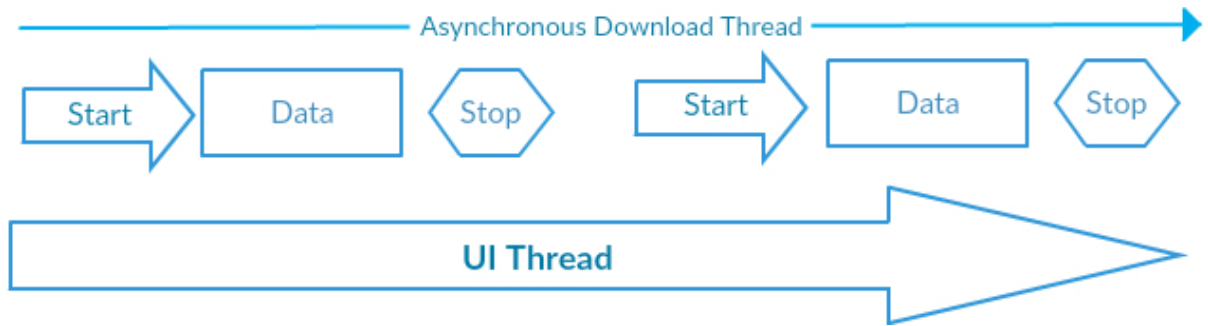 Asynchronous Download Thread
Start Data Stop Start Data Stop
UI Thread